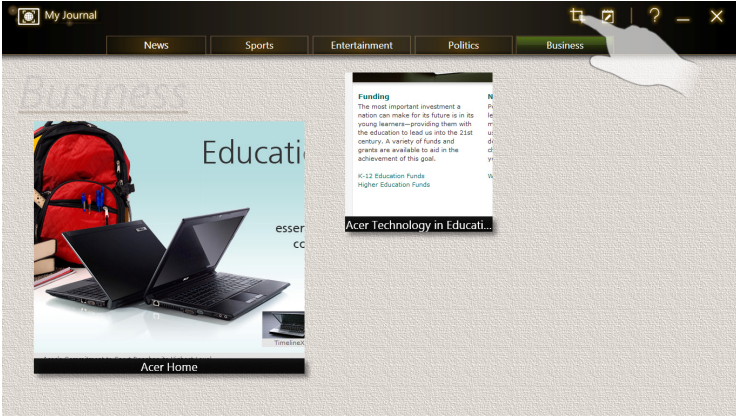 My Journal
?
News
Sports
Entertainment
Politics
Business
Business
Educati
esser
cc
TimelineX
Acer Home
Funding
The most important investment a
nation can make for its future is in its
young learners—providing them with
the education to lead us into the 21st
century. A variety of funds and
grants are available to aid in the
achievement of this goal.
K-12 Education Funds
Higher Education Funds
Acer Technology in Educati...